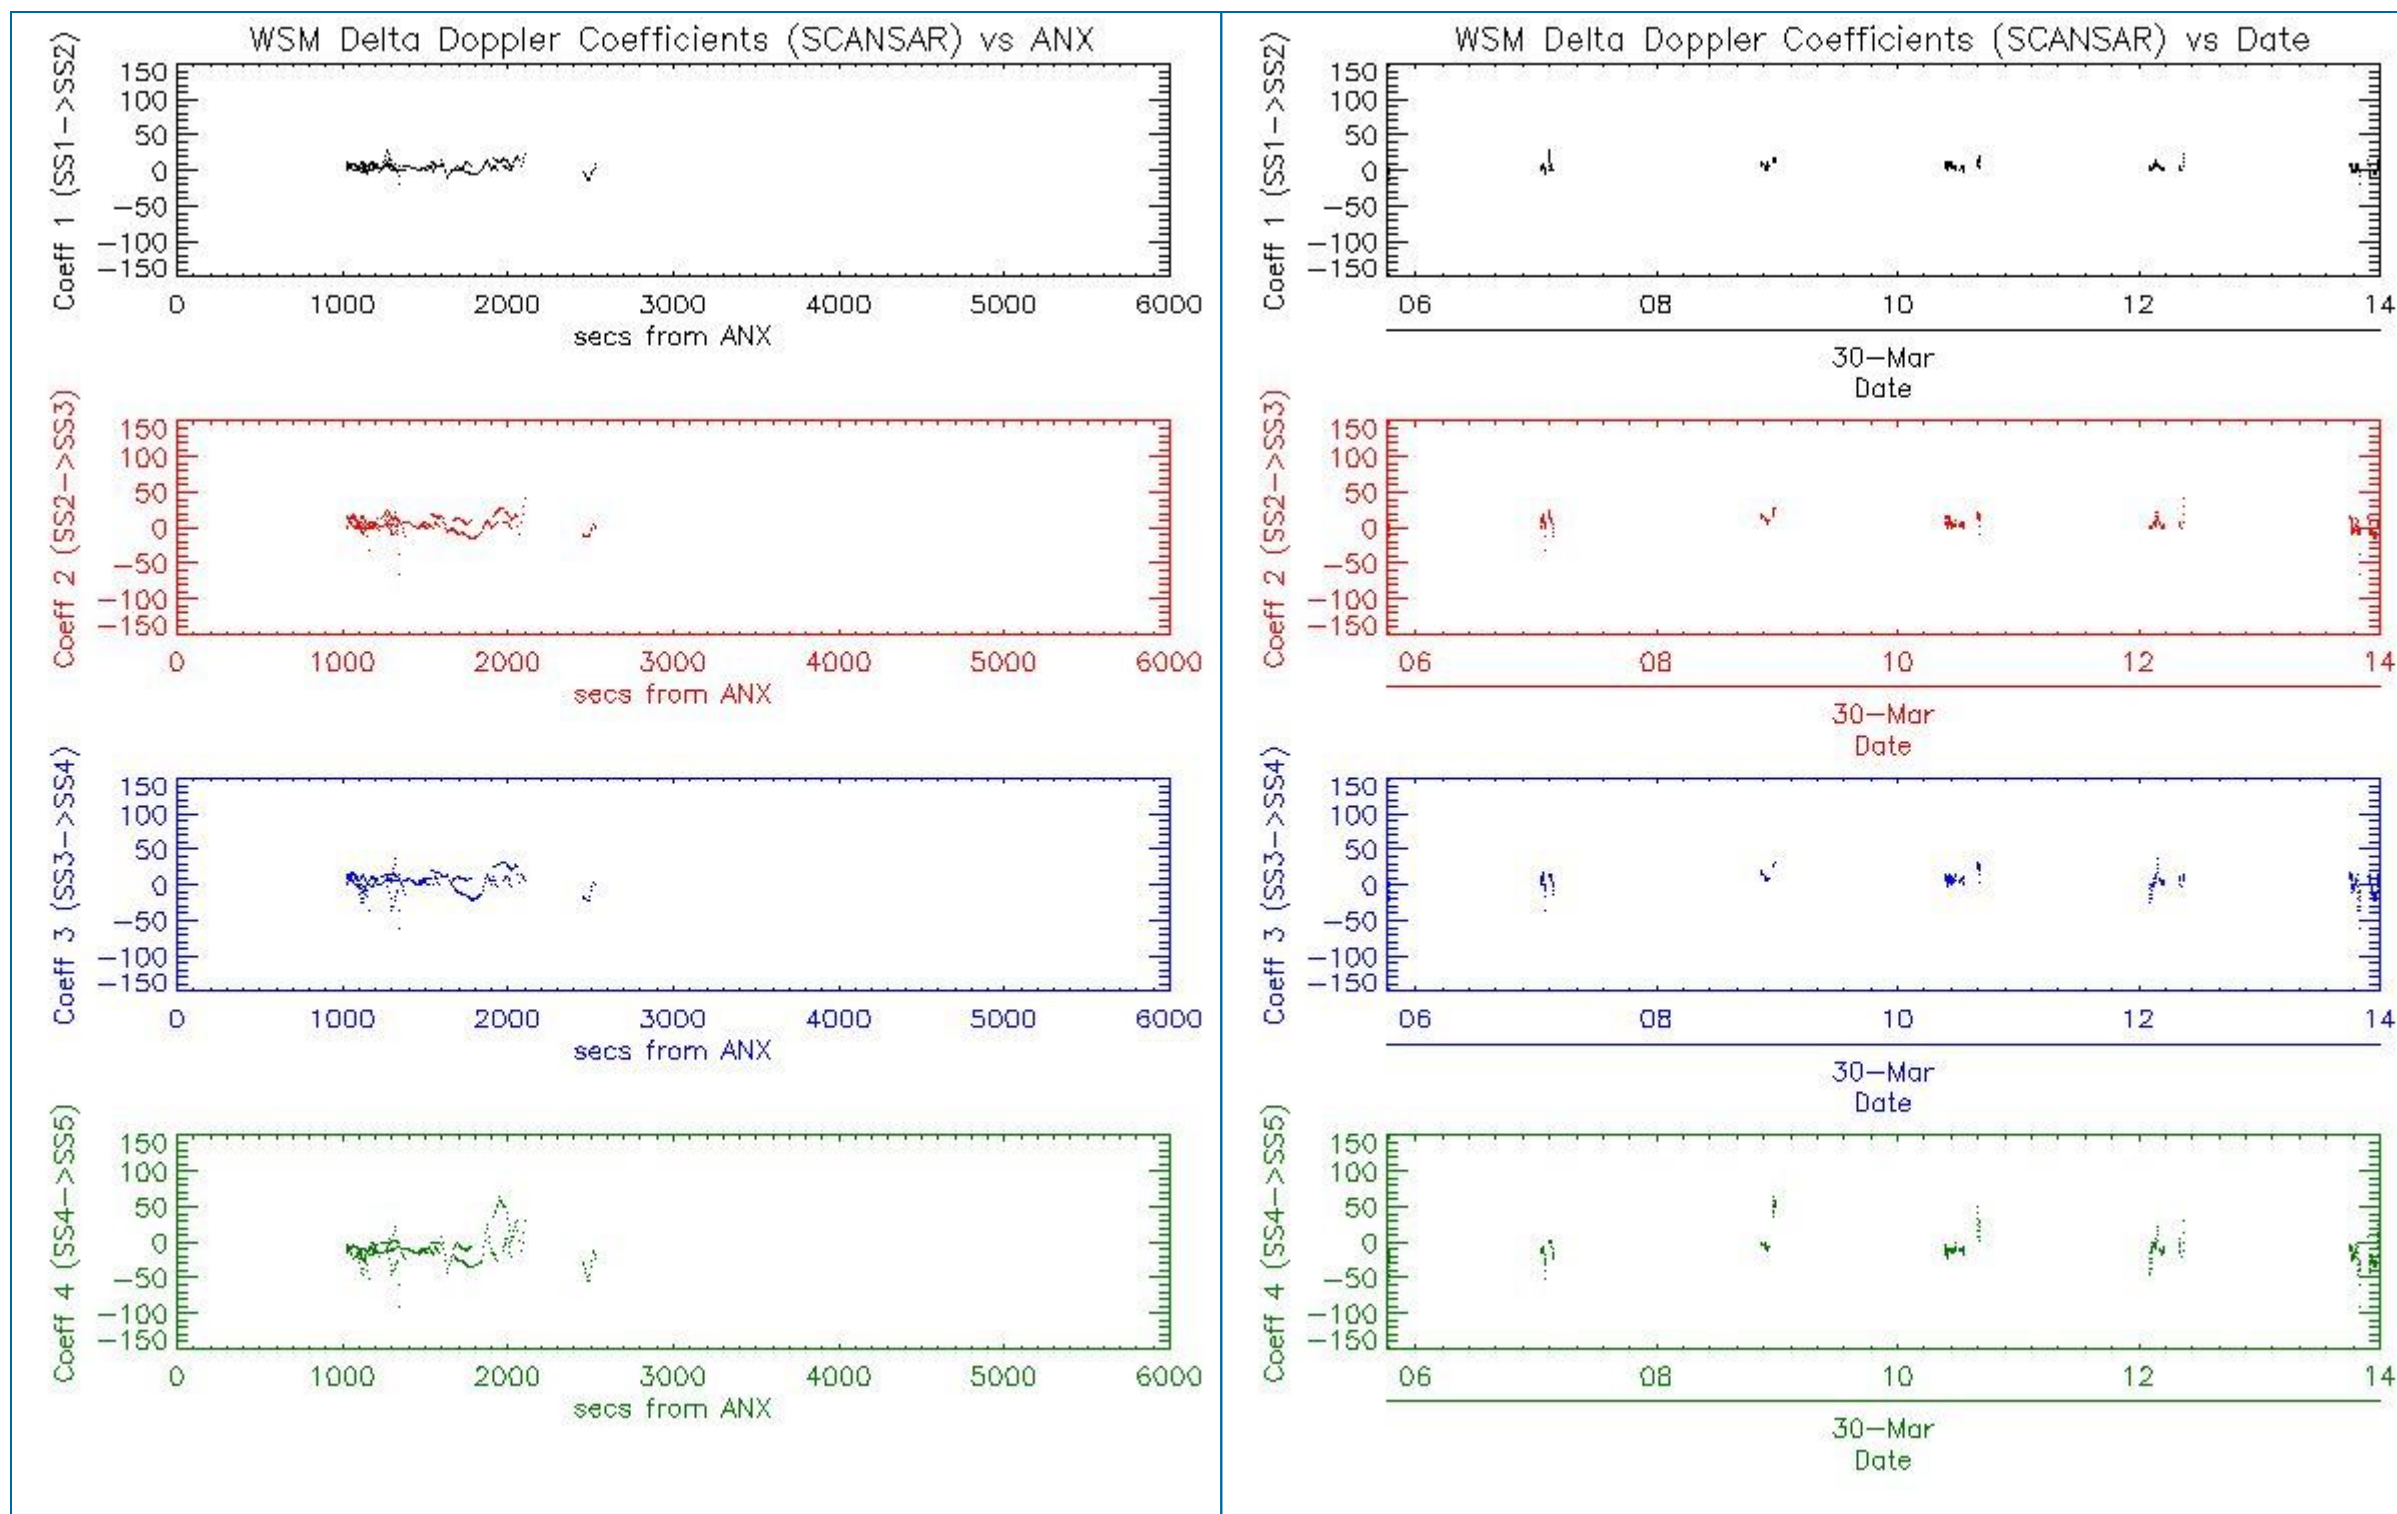 WSM Delta Doppler Coefficients (SCANSAR) vs ANX
Coeff 1 (SS1->SS2)
150
100
50
0
-50
-100
-150
0 1000 2000 3000 4000 5000 6000
secs from ANX
Coeff 2 (SS2->SS3)
150
100
50
0
-50
-100
-150
0 1000 2000 3000 4000 5000 6000
secs from ANX
Coeff 3 (SS3->SS4)
150
100
50
0
-50
-100
-150
0 1000 2000 3000 4000 5000 6000
secs from ANX
Coeff 4 (SS4->SS5)
150
100
50
0
-50
-100
-150
0 1000 2000 3000 4000 5000 6000
secs from ANX
WSM Delta Doppler Coefficients (SCANSAR) vs Date
Coeff 1 (SS1->SS2)
150
100
50
0
-50
-100
-150
06 08 10 12 14
30-Mar
Date
Coeff 2 (SS2->SS3)
150
100
50
0
-50
-100
-150
06 08 10 12 14
30-Mar
Date
Coeff 3 (SS3->SS4)
150
100
50
0
-50
-100
-150
06 08 10 12 14
30-Mar
Date
Coeff 4 (SS4->SS5)
150
100
50
0
-50
-100
-150
06 08 10 12 14
30-Mar
Date